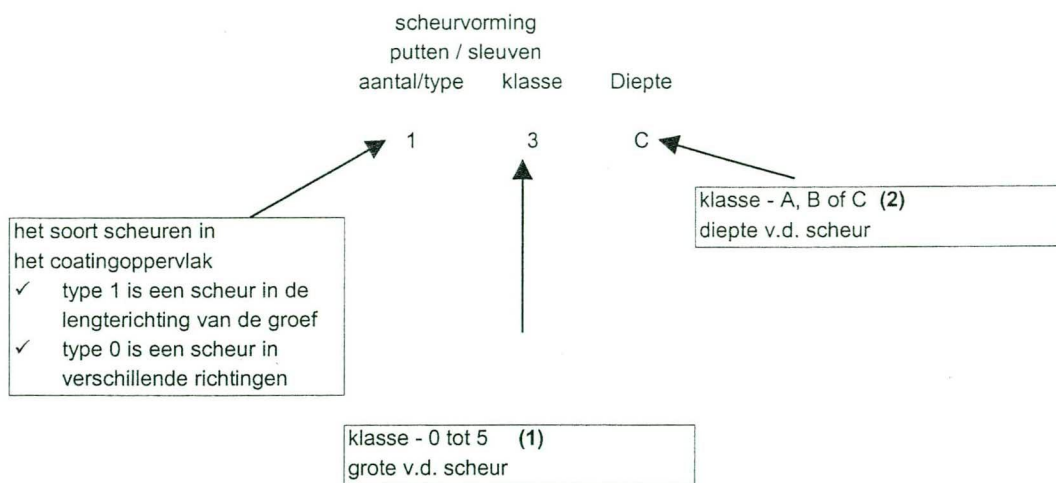 scheurvorming
putten / sleuven
aantal/type klasse Diepte
1 3 C
klasse - A, B of C (2)
diepte v.d. scheur
het soort scheuren in
het coatingoppervlak
✓ type 1 is een scheur in de
lengterichting van de groef
✓ type 0 is een scheur in
verschillende richtingen
klasse - 0 tot 5 (1)
grote v.d. scheur